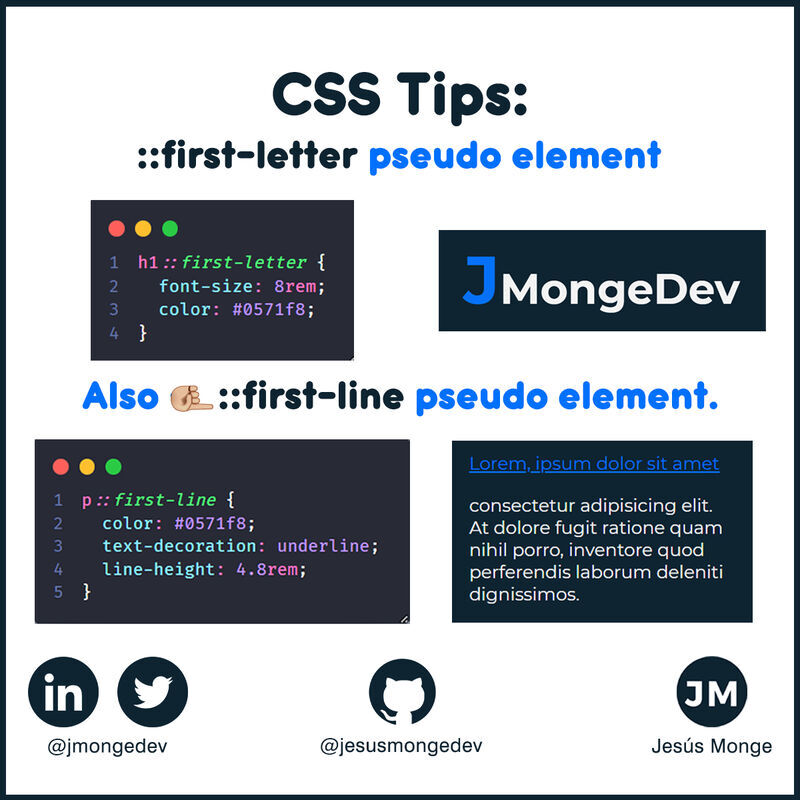 CSS Tips:
::first-letter pseudo element
1 h1::first-letter {
2 font-size: 8rem;
3 color: #0571f8;
4 }
JMongeDev
Also ::first-line pseudo element.
1 p::first-line {
2 color: #0571f8;
3 text-decoration: underline;
4 line-height: 4.8rem;
5 }
Lorem, ipsum dolor sit amet
consectetur adipisicing elit.
At dolore fugit ratione quam
nihil porro, inventore quod
perferendis laborum deleniti
dignissimos.
in
@jmongedev
@jesusmongedev
JM
Jesús Monge